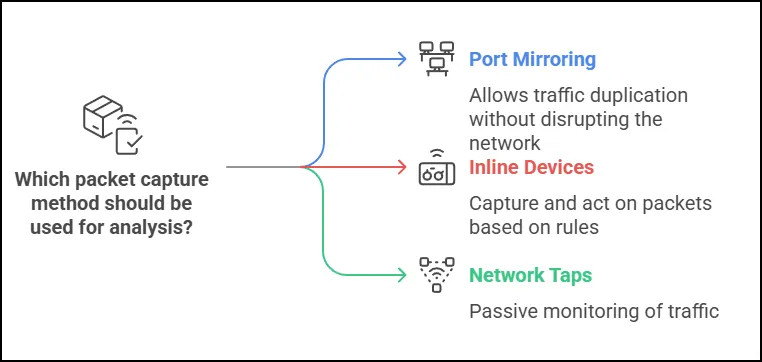 Which packet capture
method should be
used for analysis?
Port Mirroring
Allows traffic duplication
without disrupting the
network
Inline Devices
Capture and act on packets
based on rules
Network Taps
Passive monitoring of traffic